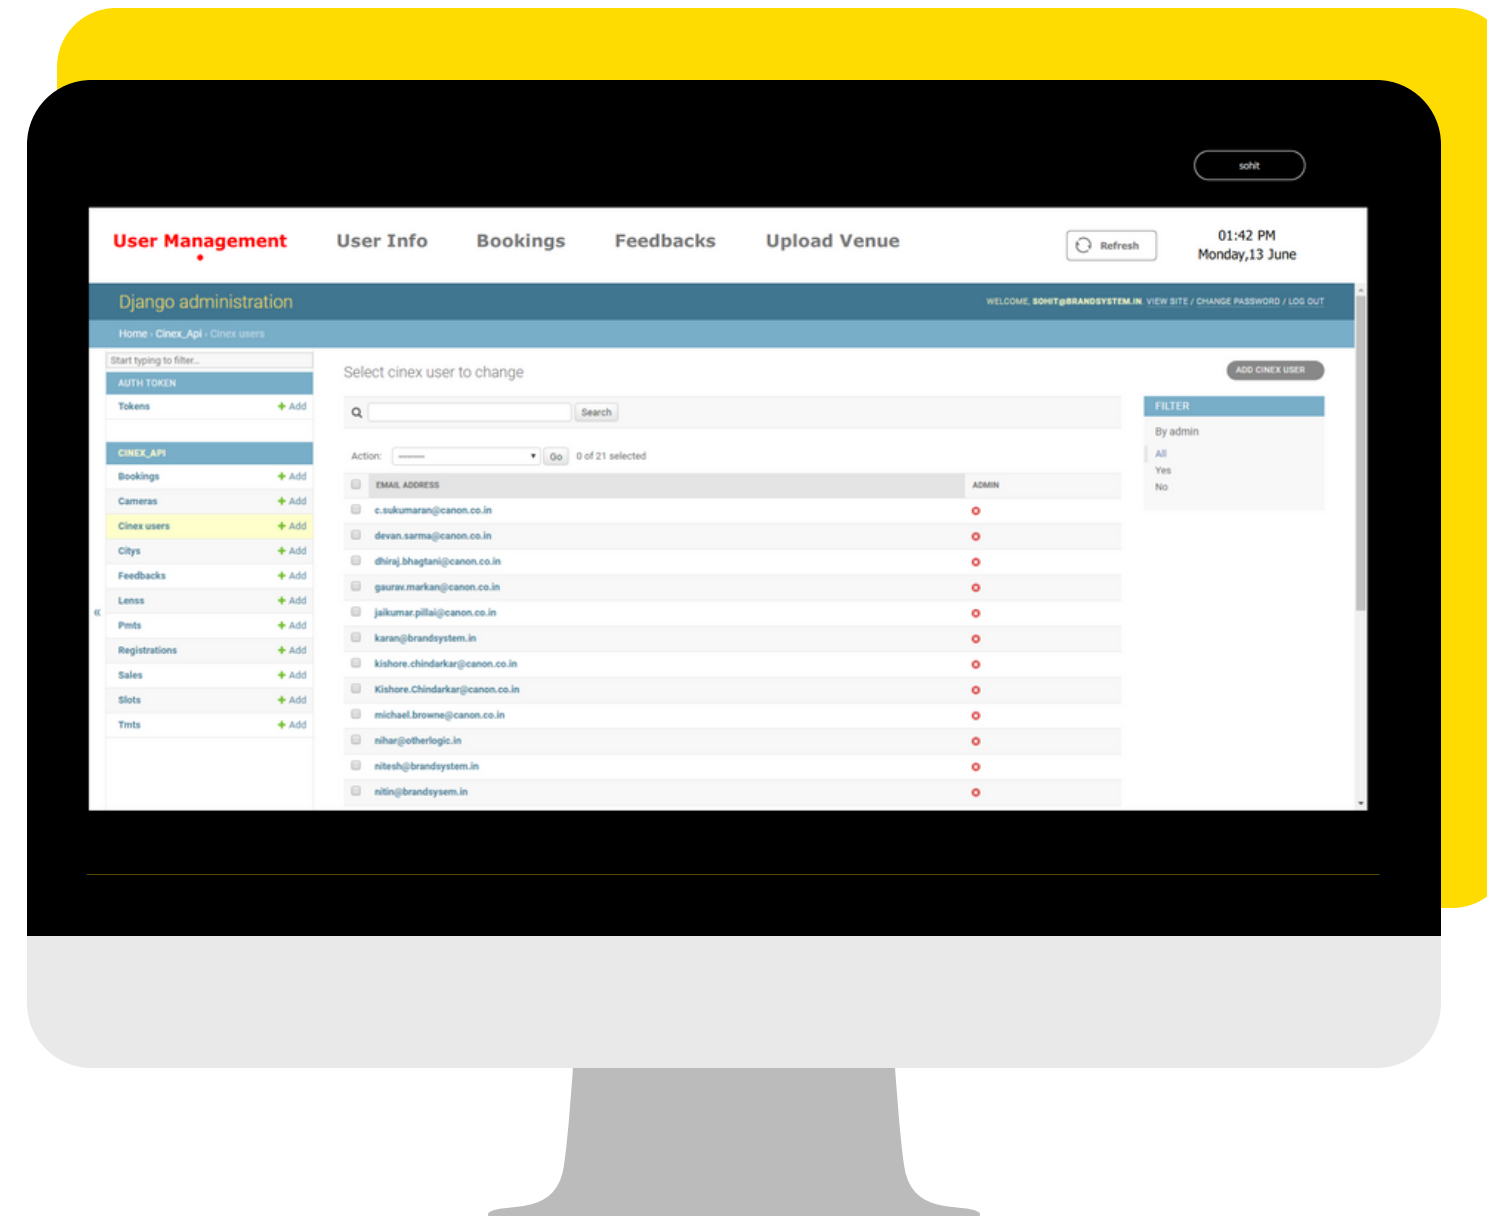 sohit
User Management User Info Bookings Feedbacks Upload Venue
Refresh
01:42 PM
Monday,13 June
Django administration
WELCOME, SOHIT@BRANDSYSTEM.IN. VIEW SITE / CHANGE PASSWORD / LOG OUT
Home › Cinex_Api › Cinex users
Start typing to filter...
AUTH TOKEN
Tokens + Add
CINEX_API
Bookings + Add
Cameras + Add
Cinex users + Add
Citys + Add
Feedbacks + Add
Lenss + Add
Pmts + Add
Registrations + Add
Sales + Add
Slots + Add
Tmts + Add
«
Select cinex user to change
ADD CINEX USER
Search
Action: --------- Go 0 of 21 selected
EMAIL ADDRESS ADMIN
c.sukumaran@canon.co.in
devan.sarma@canon.co.in
dhiraj.bhagtani@canon.co.in
gaurav.markan@canon.co.in
jaikumar.pillai@canon.co.in
karan@brandsystem.in
kishore.chindarkar@canon.co.in
Kishore.Chindarkar@canon.co.in
michael.browne@canon.co.in
nihar@otherlogic.in
nitesh@brandsystem.in
nitin@brandsysem.in
FILTER
By admin
All
Yes
No